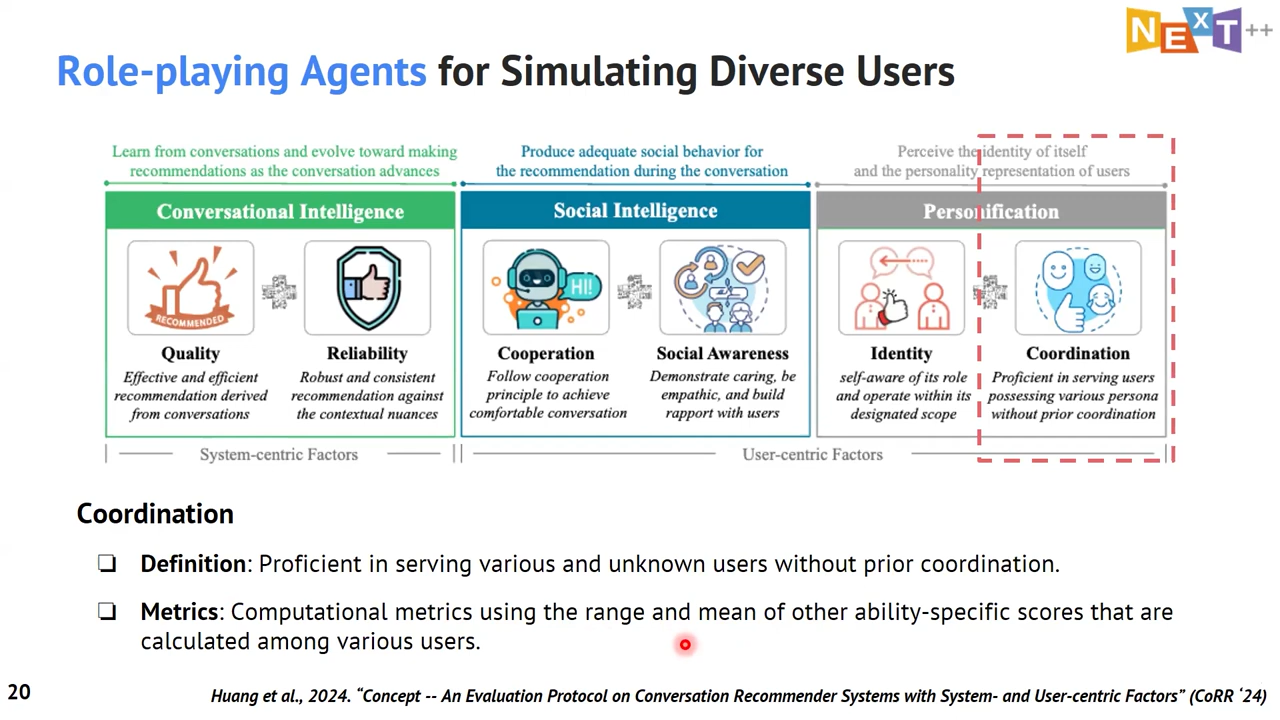 NEXT++
Role-playing Agents for Simulating Diverse Users
Learn from conversations and evolve toward making
recommendations as the conversation advances
Produce adequate social behavior for
the recommendation during the conversation
Perceive the identity of itself
and the personality representation of users
Conversational Intelligence
Social Intelligence
Personification
RECOMMENDED
HI!
Quality
Effective and efficient
recommendation derived
from conversations
Reliability
Robust and consistent
recommendation against
the contextual nuances
Cooperation
Follow cooperation
principle to achieve
comfortable conversation
Social Awareness
Demonstrate caring, be
empathic, and build
rapport with users
Identity
self-aware of its role
and operate within its
designated scope
Coordination
Proficient in serving users
possessing various persona
without prior coordination
System-centric Factors
User-centric Factors
Coordination
❑ Definition: Proficient in serving various and unknown users without prior coordination.
❑ Metrics: Computational metrics using the range and mean of other ability-specific scores that are
calculated among various users.
20
Huang et al., 2024. “Concept -- An Evaluation Protocol on Conversation Recommender Systems with System- and User-centric Factors” (CoRR ‘24)